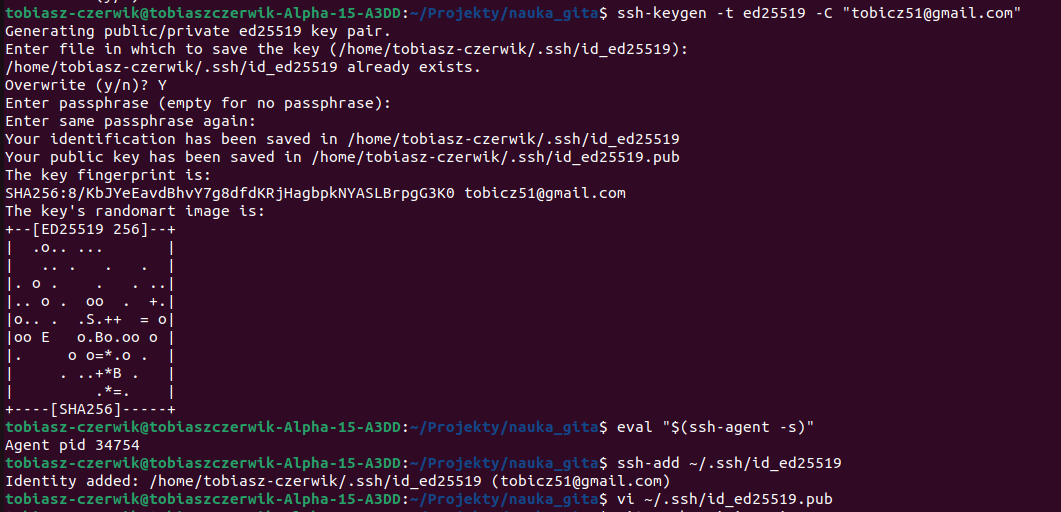 tobiasz-czerwik@tobiaszczerwik-Alpha-15-A3DD:~/Projekty/nauka_gita$ ssh-keygen -t ed25519 -C "tobicz51@gmail.com"
Generating public/private ed25519 key pair.
Enter file in which to save the key (/home/tobiasz-czerwik/.ssh/id_ed25519):
/home/tobiasz-czerwik/.ssh/id_ed25519 already exists.
Overwrite (y/n)? Y
Enter passphrase (empty for no passphrase):
Enter same passphrase again:
Your identification has been saved in /home/tobiasz-czerwik/.ssh/id_ed25519
Your public key has been saved in /home/tobiasz-czerwik/.ssh/id_ed25519.pub
The key fingerprint is:
SHA256:8/KbJYeEavdBhvY7g8dfdKRjHagbpkNYASLBrpgG3K0 tobicz51@gmail.com
The key's randomart image is:
+--[ED25519 256]--+
|  .o.. ...       |
|   .. .   .   .  |
|. o .    .   . ..|
|.. o .  oo  .  +.|
|o.. .  .S.++  = o|
|oo E   o.Bo.oo o |
|.     o o=*.o .  |
|     . ..+*B .   |
|         .*=.    |
+----[SHA256]-----+
tobiasz-czerwik@tobiaszczerwik-Alpha-15-A3DD:~/Projekty/nauka_gita$ eval "$(ssh-agent -s)"
Agent pid 34754
tobiasz-czerwik@tobiaszczerwik-Alpha-15-A3DD:~/Projekty/nauka_gita$ ssh-add ~/.ssh/id_ed25519
Identity added: /home/tobiasz-czerwik/.ssh/id_ed25519 (tobicz51@gmail.com)
tobiasz-czerwik@tobiaszczerwik-Alpha-15-A3DD:~/Projekty/nauka_gita$ vi ~/.ssh/id_ed25519.pub